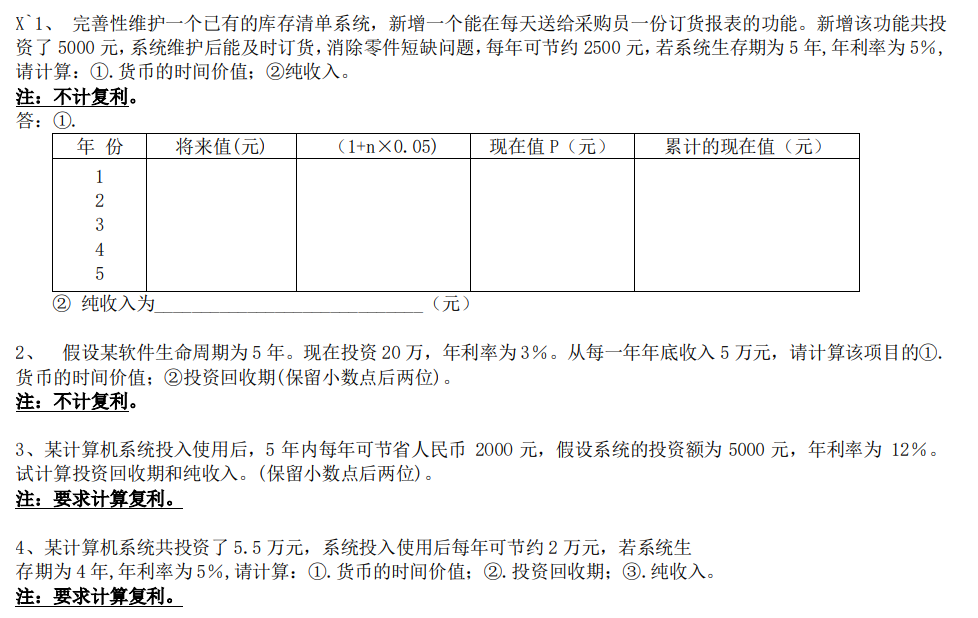 X`1、 完善性维护一个已有的库存清单系统，新增一个能在每天送给采购员一份订货报表的功能。新增该功能共投
资了 5000 元，系统维护后能及时订货，消除零件短缺问题，每年可节约 2500 元，若系统生存期为 5 年，年利率为 5%，
请计算：①.货币的时间价值；②纯收入。
注：不计复利。
答：①.
年 份 将来值(元) （1+n×0.05) 现在值 P（元） 累计的现在值（元）
1
2
3
4
5
② 纯收入为____________________________（元）
2、 假设某软件生命周期为 5 年。现在投资 20 万，年利率为 3%。从每一年年底收入 5 万元，请计算该项目的①.
货币的时间价值；②投资回收期(保留小数点后两位)。
注：不计复利。
3、某计算机系统投入使用后，5 年内每年可节省人民币 2000 元，假设系统的投资额为 5000 元，年利率为 12%。
试计算投资回收期和纯收入。(保留小数点后两位)。
注：要求计算复利。
4、某计算机系统共投资了 5.5 万元，系统投入使用后每年可节约 2 万元，若系统生
存期为 4 年，年利率为 5%，请计算：①.货币的时间价值；②.投资回收期；③.纯收入。
注：要求计算复利。